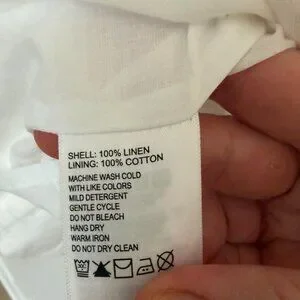 SHELL: 100% LINEN
LINING: 100% COTTON
MACHINE WASH COLD
WITH LIKE COLORS
MILD DETERGENT
GENTLE CYCLE
DO NOT BLEACH
HANG DRY
WARM IRON
DO NOT DRY CLEAN